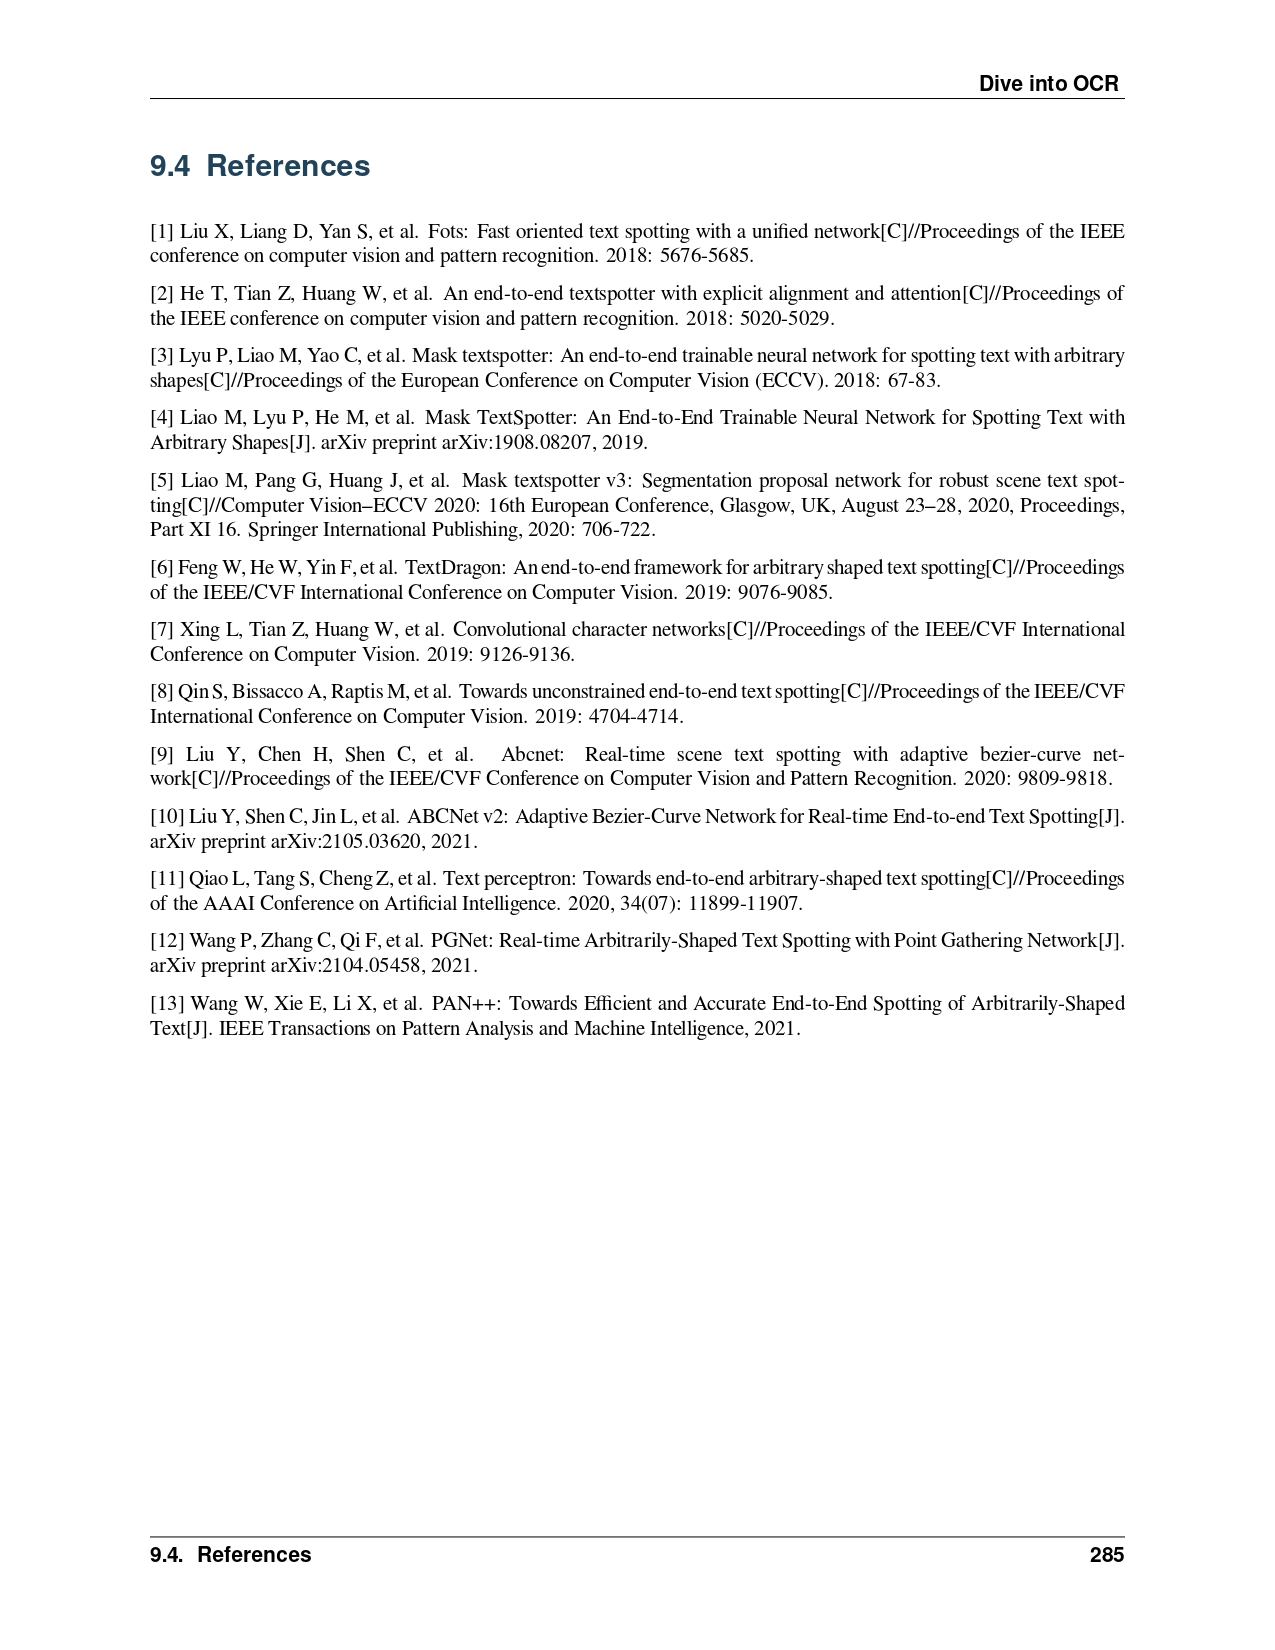 Dive into OCR
9.4 References
[1] Liu X, Liang D, Yan S, et al. Fots: Fast oriented text spotting with a unified network[C]//Proceedings of the IEEE
conference on computer vision and pattern recognition. 2018: 5676-5685.
[2] He T, Tian Z, Huang W, et al. An end-to-end textspotter with explicit alignment and attention[C]//Proceedings of
the IEEE conference on computer vision and pattern recognition. 2018: 5020-5029.
[3] Lyu P, Liao M, Yao C, et al. Mask textspotter: An end-to-end trainable neural network for spotting text with arbitrary
shapes[C]//Proceedings of the European Conference on Computer Vision (ECCV). 2018: 67-83.
[4] Liao M, Lyu P, He M, et al. Mask TextSpotter: An End-to-End Trainable Neural Network for Spotting Text with
Arbitrary Shapes[J]. arXiv preprint arXiv:1908.08207, 2019.
[5] Liao M, Pang G, Huang J, et al. Mask textspotter v3: Segmentation proposal network for robust scene text spot-
ting[C]//Computer Vision–ECCV 2020: 16th European Conference, Glasgow, UK, August 23–28, 2020, Proceedings,
Part XI 16. Springer International Publishing, 2020: 706-722.
[6] Feng W, He W, Yin F, et al. TextDragon: An end-to-end framework for arbitrary shaped text spotting[C]//Proceedings
of the IEEE/CVF International Conference on Computer Vision. 2019: 9076-9085.
[7] Xing L, Tian Z, Huang W, et al. Convolutional character networks[C]//Proceedings of the IEEE/CVF International
Conference on Computer Vision. 2019: 9126-9136.
[8] Qin S, Bissacco A, Raptis M, et al. Towards unconstrained end-to-end text spotting[C]//Proceedings of the IEEE/CVF
International Conference on Computer Vision. 2019: 4704-4714.
[9] Liu Y, Chen H, Shen C, et al. Abcnet: Real-time scene text spotting with adaptive bezier-curve net-
work[C]//Proceedings of the IEEE/CVF Conference on Computer Vision and Pattern Recognition. 2020: 9809-9818.
[10] Liu Y, Shen C, Jin L, et al. ABCNet v2: Adaptive Bezier-Curve Network for Real-time End-to-end Text Spotting[J].
arXiv preprint arXiv:2105.03620, 2021.
[11] Qiao L, Tang S, Cheng Z, et al. Text perceptron: Towards end-to-end arbitrary-shaped text spotting[C]//Proceedings
of the AAAI Conference on Artificial Intelligence. 2020, 34(07): 11899-11907.
[12] Wang P, Zhang C, Qi F, et al. PGNet: Real-time Arbitrarily-Shaped Text Spotting with Point Gathering Network[J].
arXiv preprint arXiv:2104.05458, 2021.
[13] Wang W, Xie E, Li X, et al. PAN++: Towards Efficient and Accurate End-to-End Spotting of Arbitrarily-Shaped
Text[J]. IEEE Transactions on Pattern Analysis and Machine Intelligence, 2021.
9.4. References 285